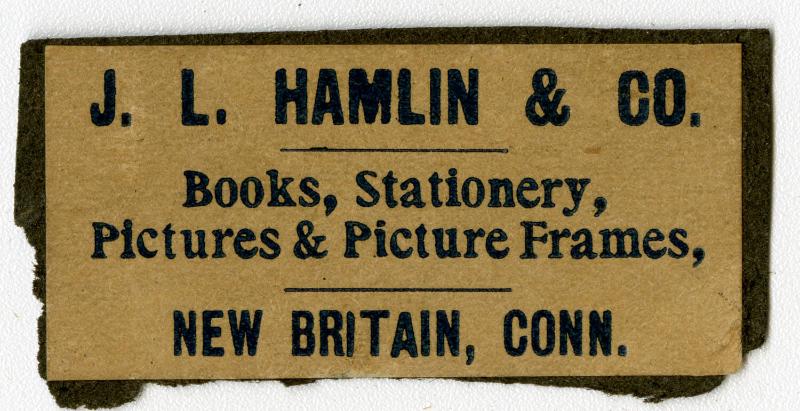 J. L. HAMLIN & CO.
Books, Stationery,
Pictures & Picture Frames,
NEW BRITAIN, CONN.